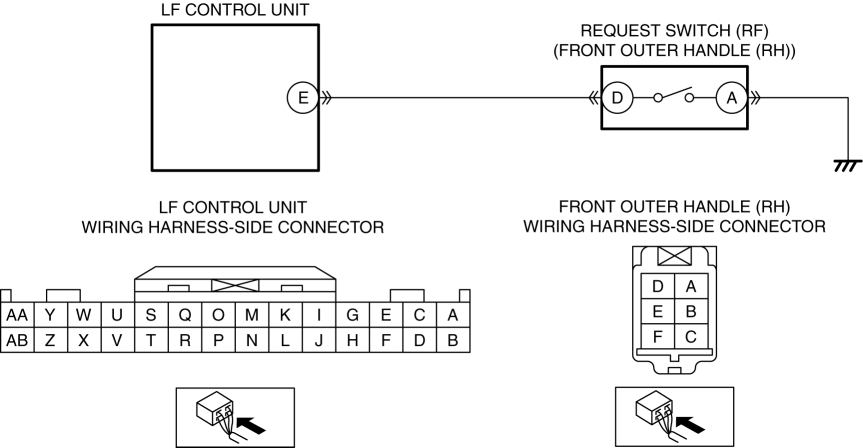 LF CONTROL UNIT
REQUEST SWITCH (RF)
(FRONT OUTER HANDLE (RH))
E D A
LF CONTROL UNIT
WIRING HARNESS-SIDE CONNECTOR
AA Y W U S Q O M K I G E C A
AB Z X V T R P N L J H F D B
FRONT OUTER HANDLE (RH)
WIRING HARNESS-SIDE CONNECTOR
D A
E B
F C